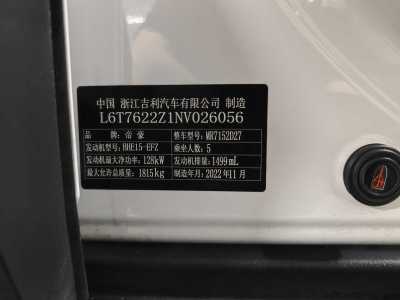 中国 浙江吉利汽车有限公司 制造
L6T7622Z1NV026056
品 牌: 帝豪 整车型号: MR7152D27
发动机型号: BHE15-EFZ 乘坐人数: 5
发动机最大净功率: 128kW 发动机排量: 1499mL
最大允许总质量: 1815kg 制造年月: 2022年11月